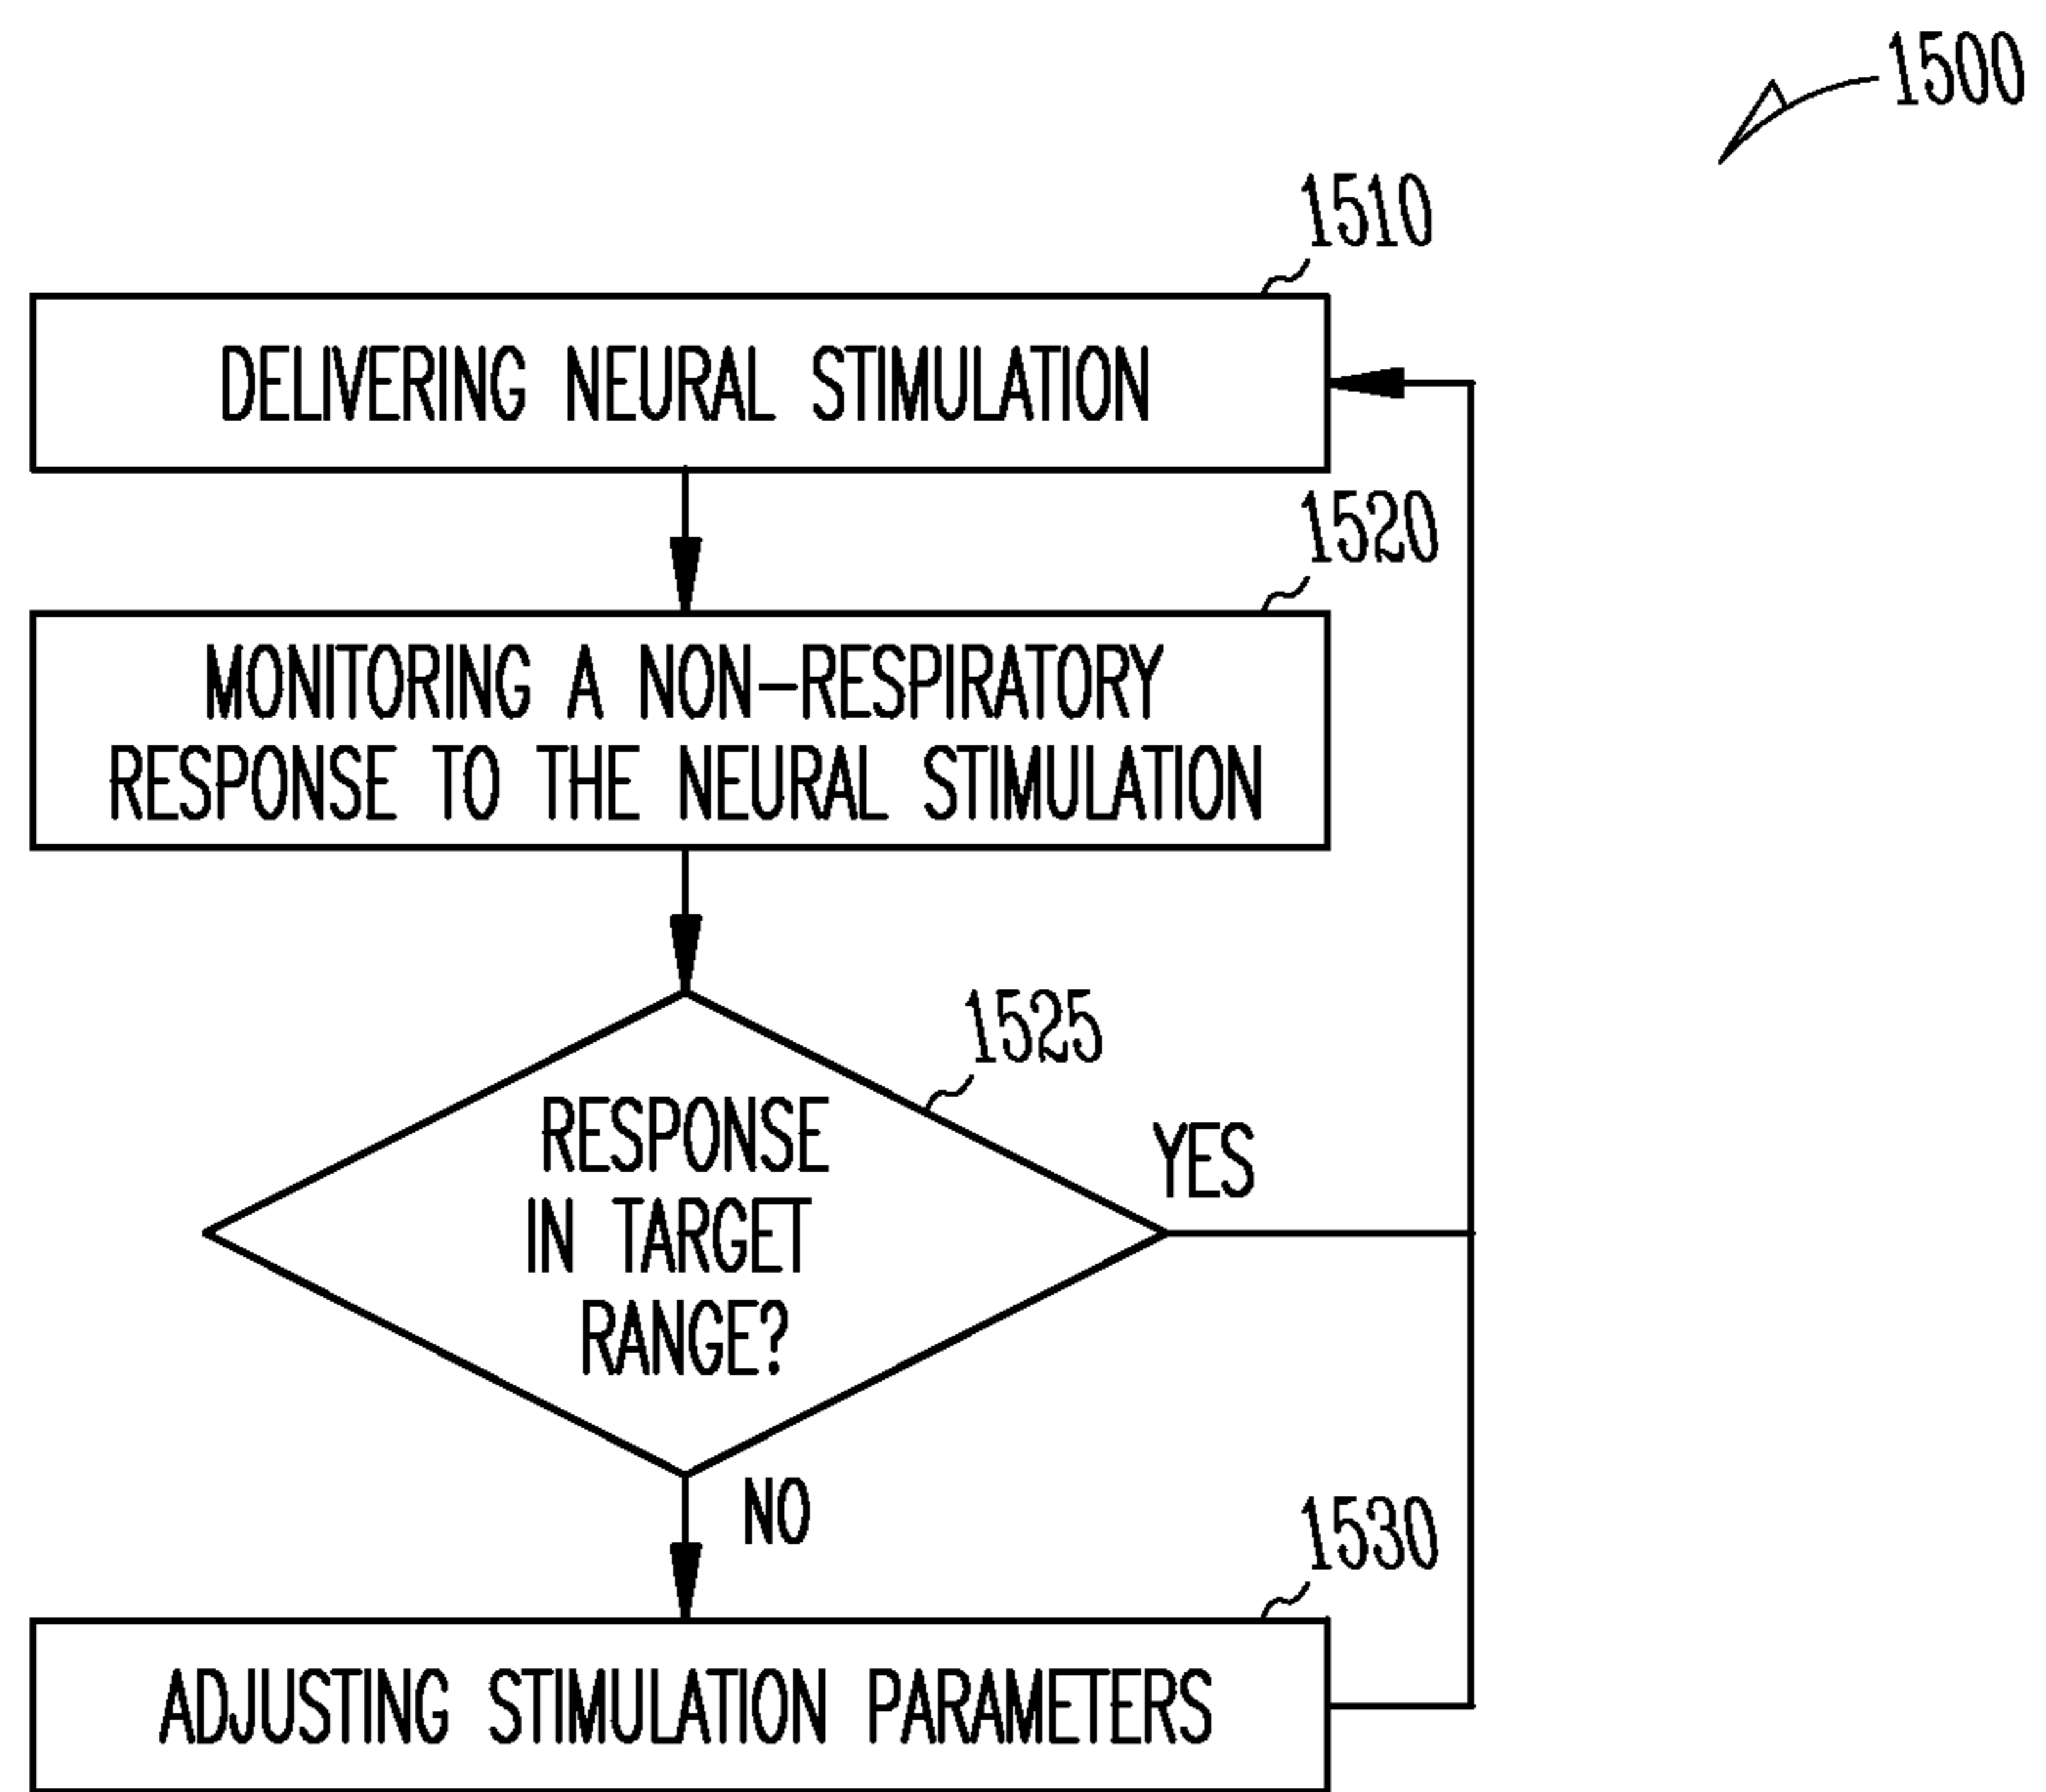 1500
1510
DELIVERING NEURAL STIMULATION
1520
MONITORING A NON-RESPIRATORY
RESPONSE TO THE NEURAL STIMULATION
1525
RESPONSE
IN TARGET
RANGE?
YES
NO
1530
ADJUSTING STIMULATION PARAMETERS